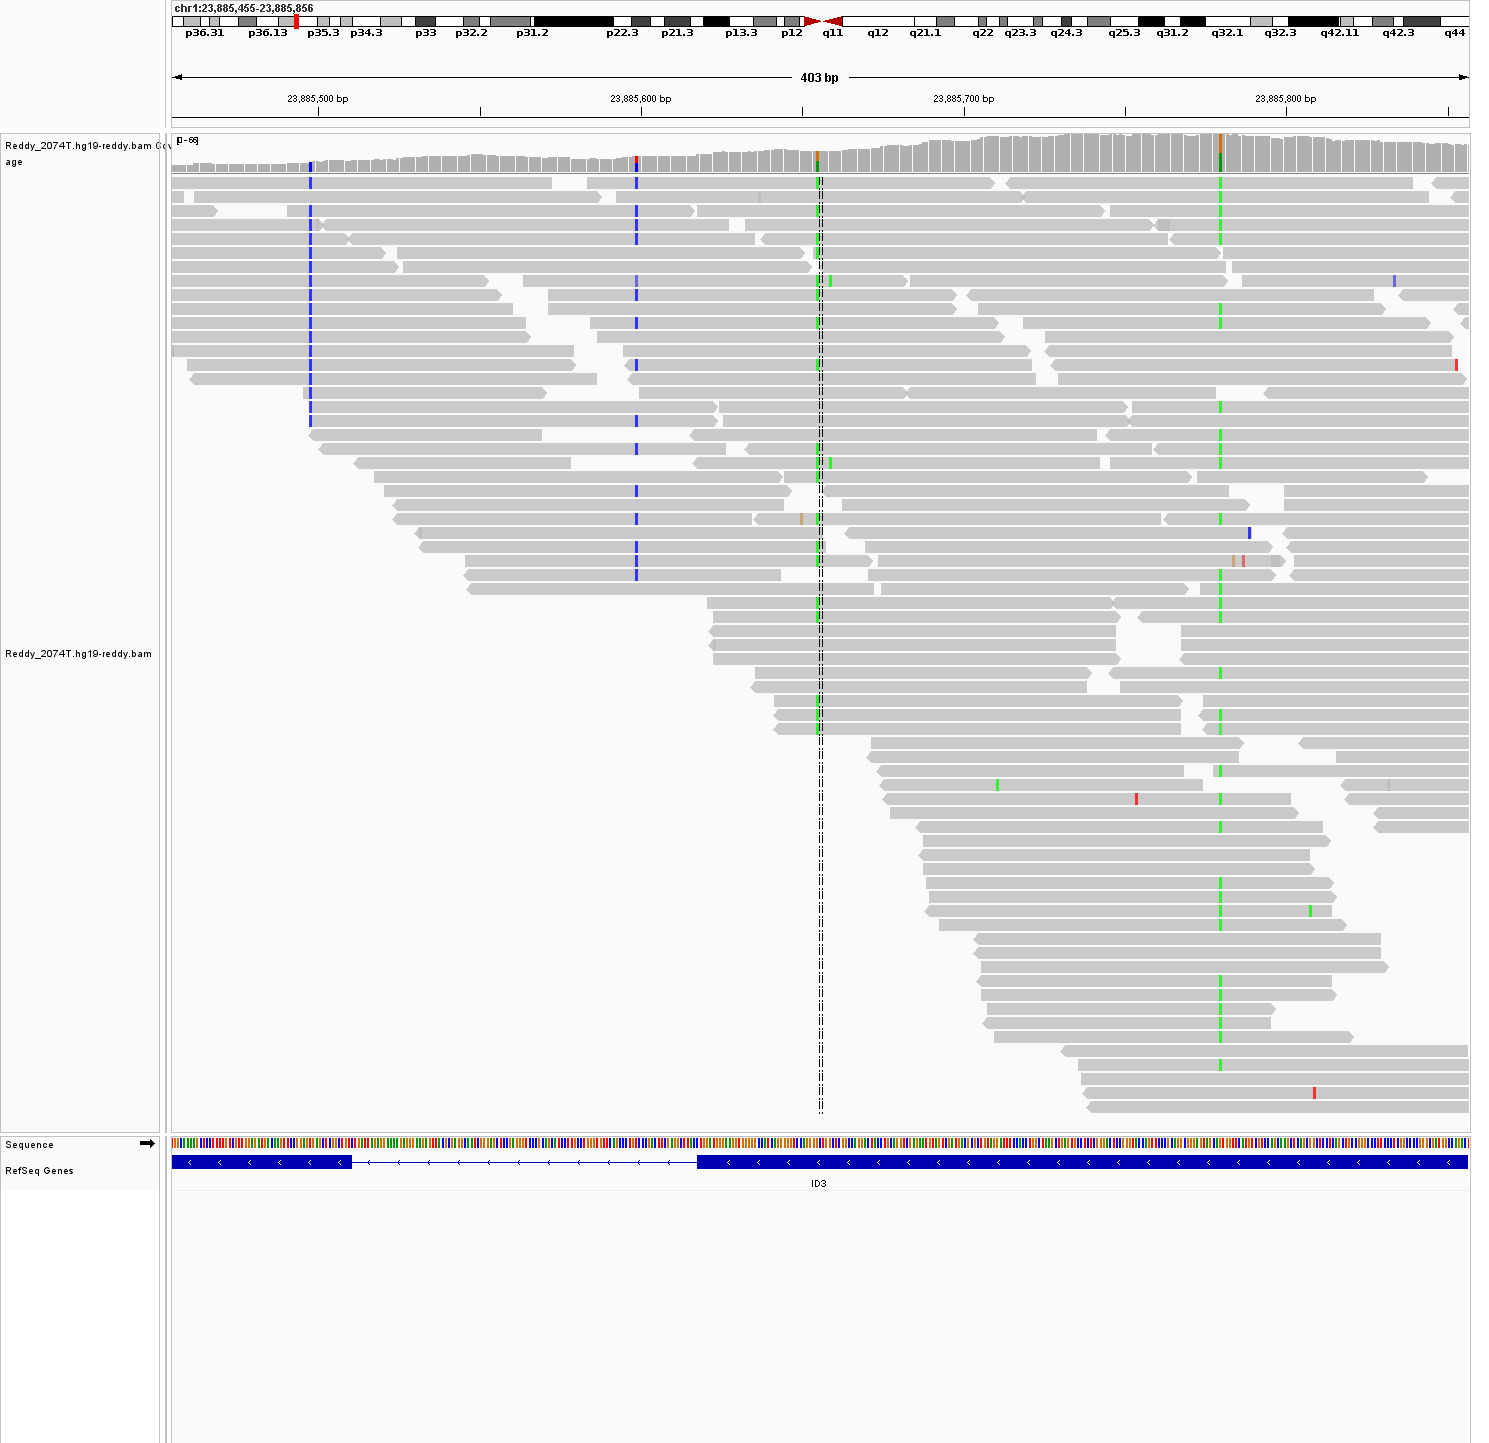 chr1:23,885,455-23,885,856
p36.31 p36.13 p35.3 p34.3 p33 p32.2 p31.2 p22.3 p21.3 p13.3 p12 q11 q12 q21.1 q22 q23.3 q24.3 q25.3 q31.2 q32.1 q32.3 q42.11 q42.3 q44
403 bp
23,885,500 bp 23,885,600 bp 23,885,700 bp 23,885,800 bp
Reddy_2074T.hg19-reddy.bam Cov
age
[0-66]
Reddy_2074T.hg19-reddy.bam
Sequence
RefSeq Genes
ID3